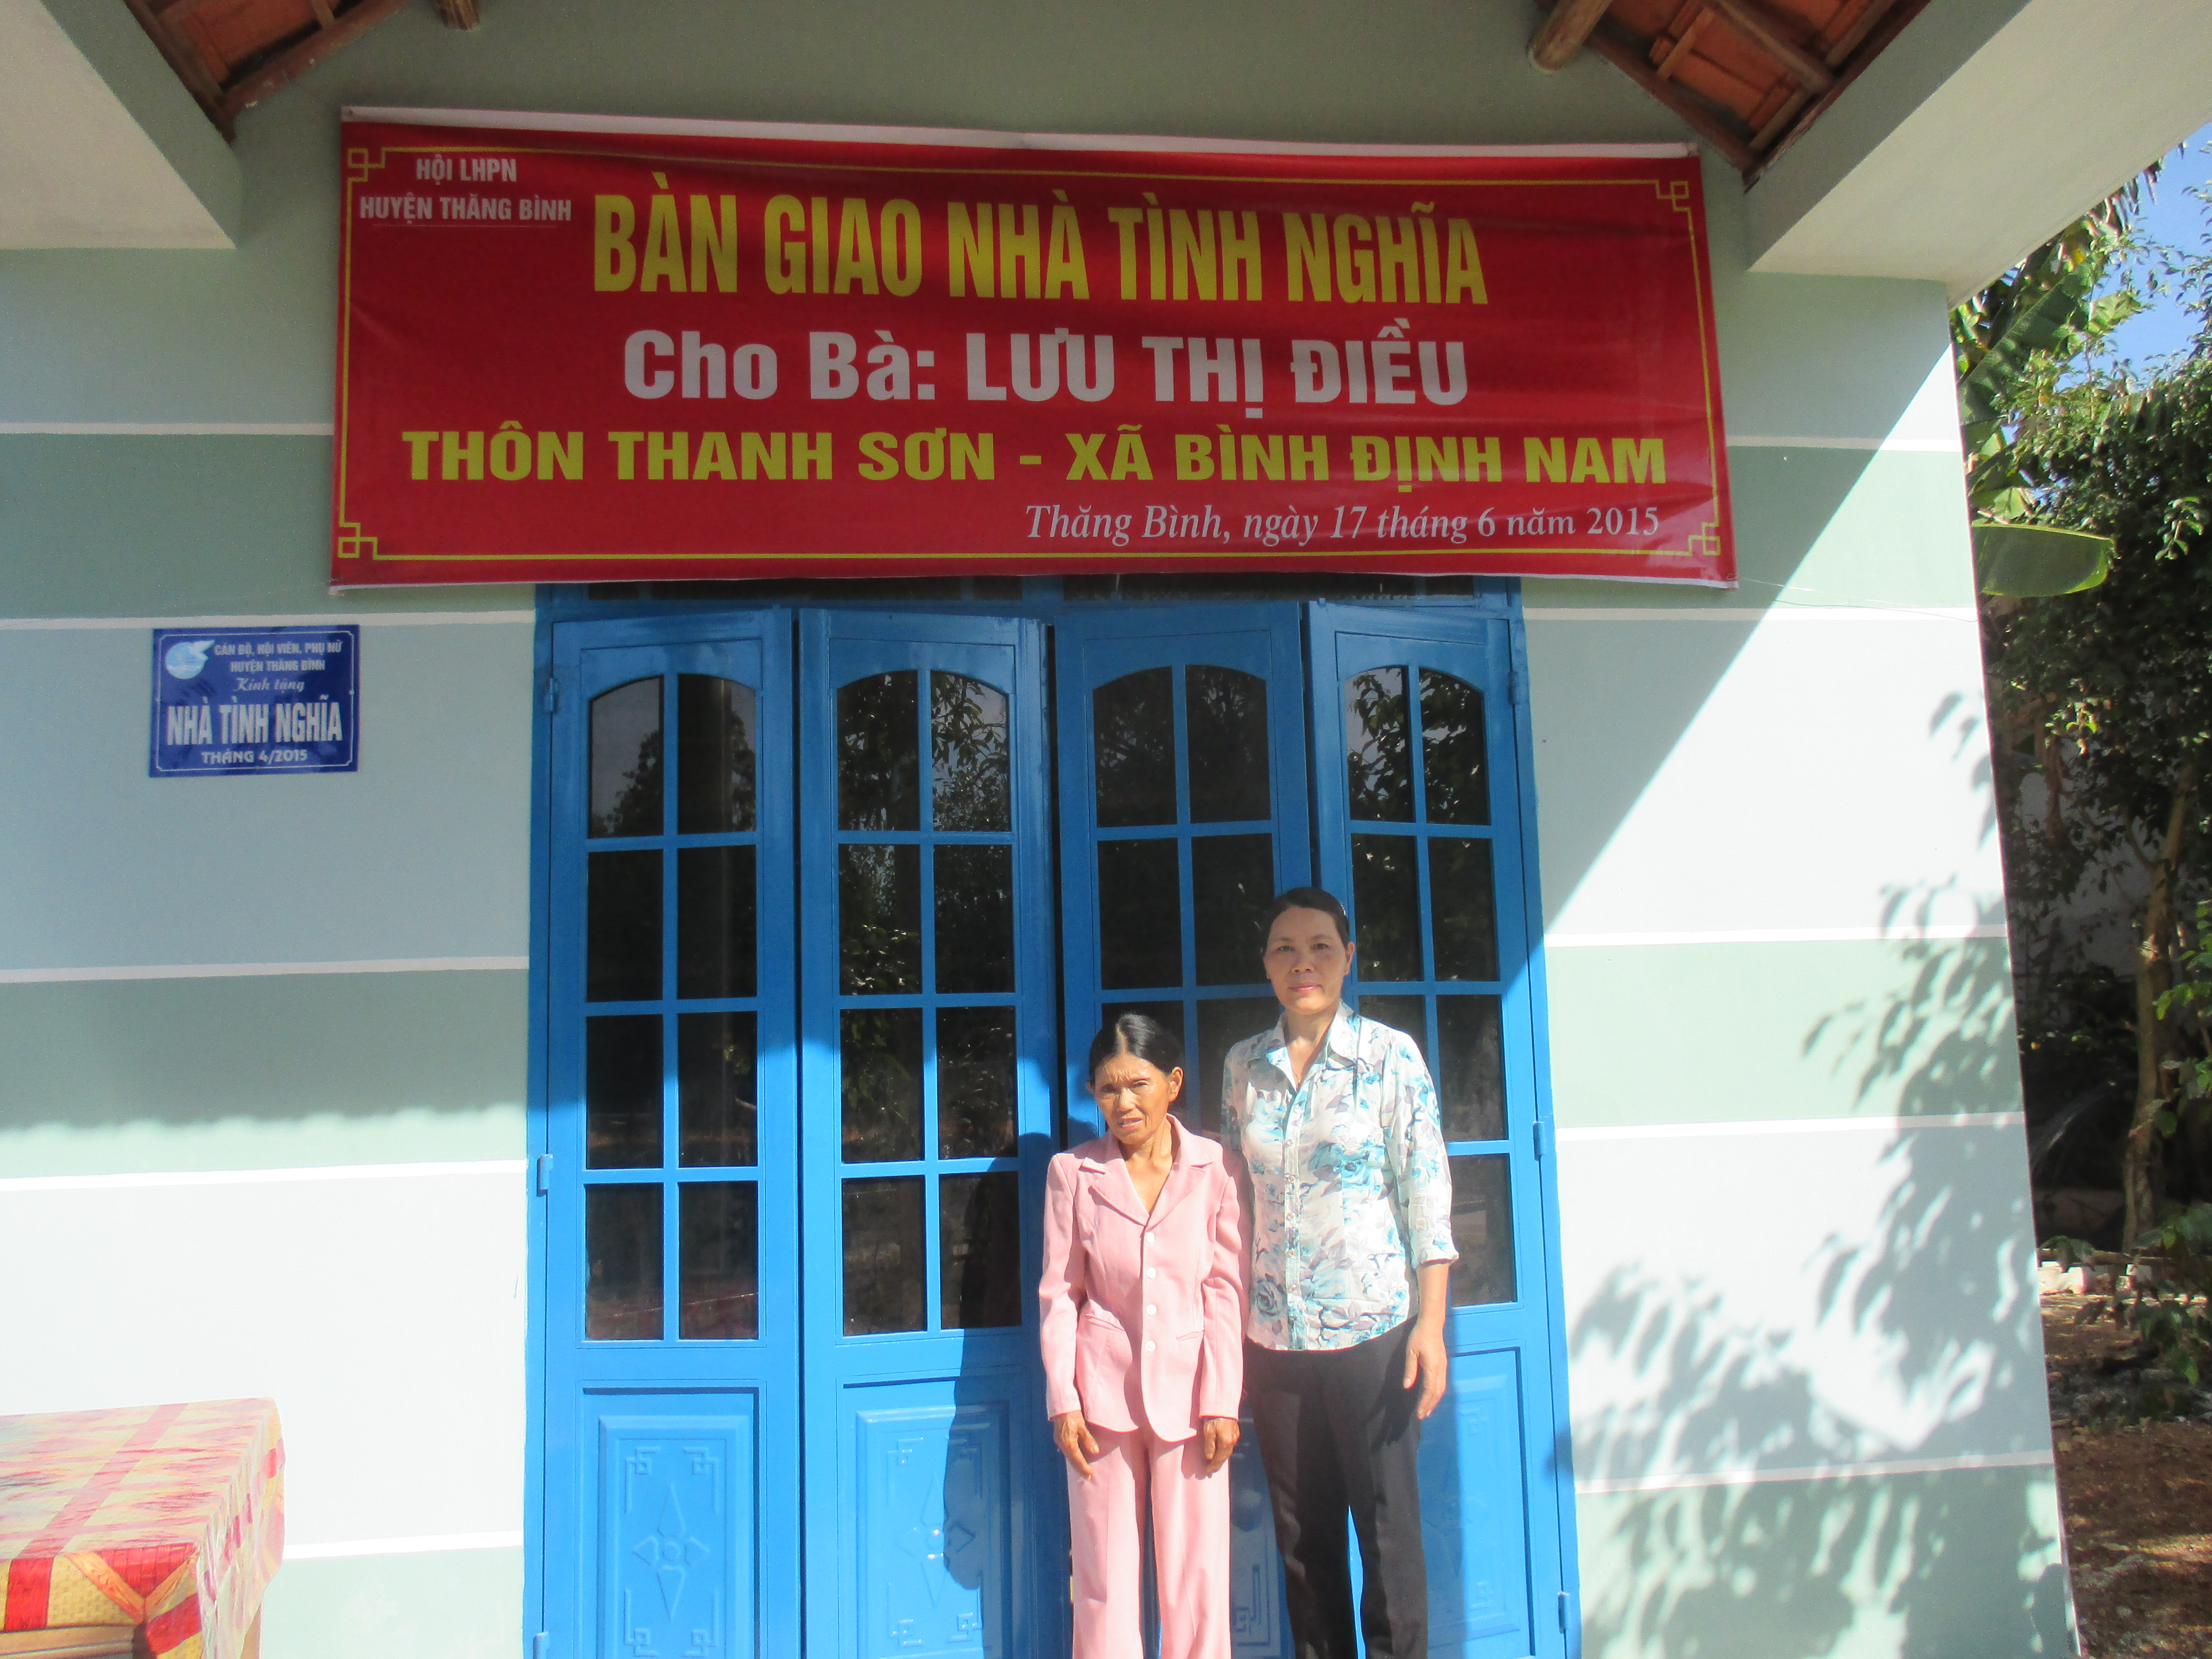 HỘI LHPN
HUYỆN THĂNG BÌNH
BÀN GIAO NHÀ TÌNH NGHĨA
Cho Bà: LƯU THỊ ĐIỀU
THÔN THANH SƠN - XÃ BÌNH ĐỊNH NAM
Thăng Bình, ngày 17 tháng 6 năm 2015
CÁN BỘ, HỘI VIÊN, PHỤ NỮ
HUYỆN THĂNG BÌNH
Kính tặng
NHÀ TÌNH NGHĨA
THÁNG 4/2015